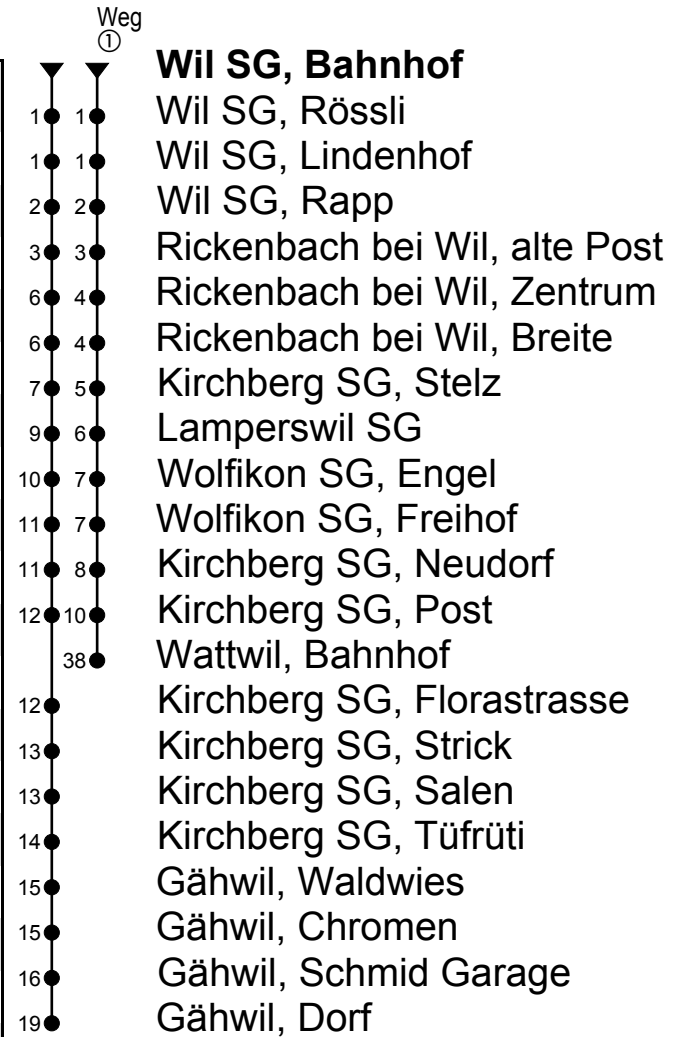 Weg
①
Wil SG, Bahnhof
1 1 Wil SG, Rössli
1 1 Wil SG, Lindenhof
2 2 Wil SG, Rapp
3 3 Rickenbach bei Wil, alte Post
6 4 Rickenbach bei Wil, Zentrum
6 4 Rickenbach bei Wil, Breite
7 5 Kirchberg SG, Stelz
9 6 Lamperswil SG
10 7 Wolfikon SG, Engel
11 7 Wolfikon SG, Freihof
11 8 Kirchberg SG, Neudorf
12 10 Kirchberg SG, Post
38 Wattwil, Bahnhof
12 Kirchberg SG, Florastrasse
13 Kirchberg SG, Strick
13 Kirchberg SG, Salen
14 Kirchberg SG, Tüfrüti
15 Gähwil, Waldwies
15 Gähwil, Chromen
16 Gähwil, Schmid Garage
19 Gähwil, Dorf